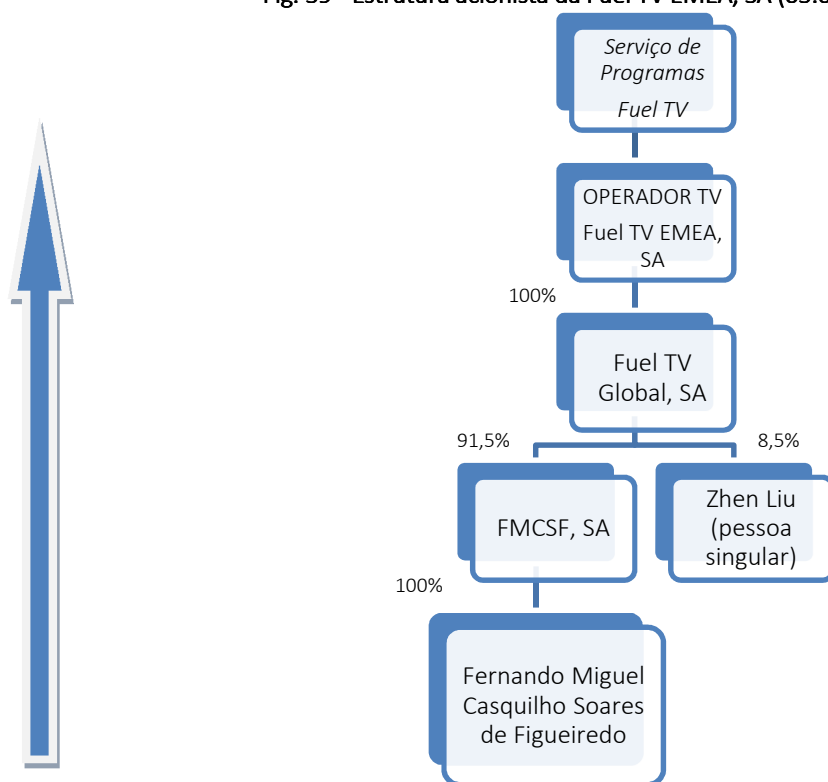 Serviço de
Programas
Fuel TV
OPERADOR TV
Fuel TV EMEA,
SA
100%
Fuel TV
Global, SA
91,5%
8,5%
FMCSF, SA
Zhen Liu
(pessoa
singular)
100%
Fernando Miguel
Casquilho Soares
de Figueiredo